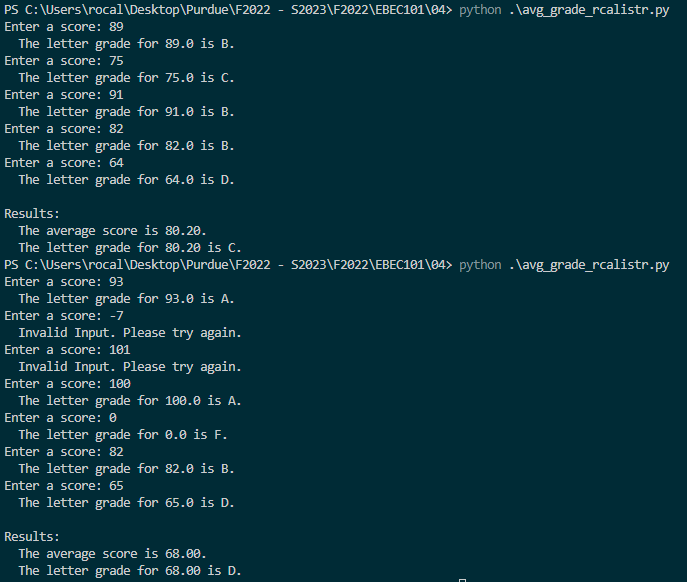 PS C:\Users\rocal\Desktop\Purdue\F2022 - S2023\F2022\EBEC101\04> python .\avg_grade_rcalistr.py
Enter a score: 89
  The letter grade for 89.0 is B.
Enter a score: 75
  The letter grade for 75.0 is C.
Enter a score: 91
  The letter grade for 91.0 is B.
Enter a score: 82
  The letter grade for 82.0 is B.
Enter a score: 64
  The letter grade for 64.0 is D.

Results:
  The average score is 80.20.
  The letter grade for 80.20 is C.
PS C:\Users\rocal\Desktop\Purdue\F2022 - S2023\F2022\EBEC101\04> python .\avg_grade_rcalistr.py
Enter a score: 93
  The letter grade for 93.0 is A.
Enter a score: -7
  Invalid Input. Please try again.
Enter a score: 101
  Invalid Input. Please try again.
Enter a score: 100
  The letter grade for 100.0 is A.
Enter a score: 0
  The letter grade for 0.0 is F.
Enter a score: 82
  The letter grade for 82.0 is B.
Enter a score: 65
  The letter grade for 65.0 is D.

Results:
  The average score is 68.00.
  The letter grade for 68.00 is D.